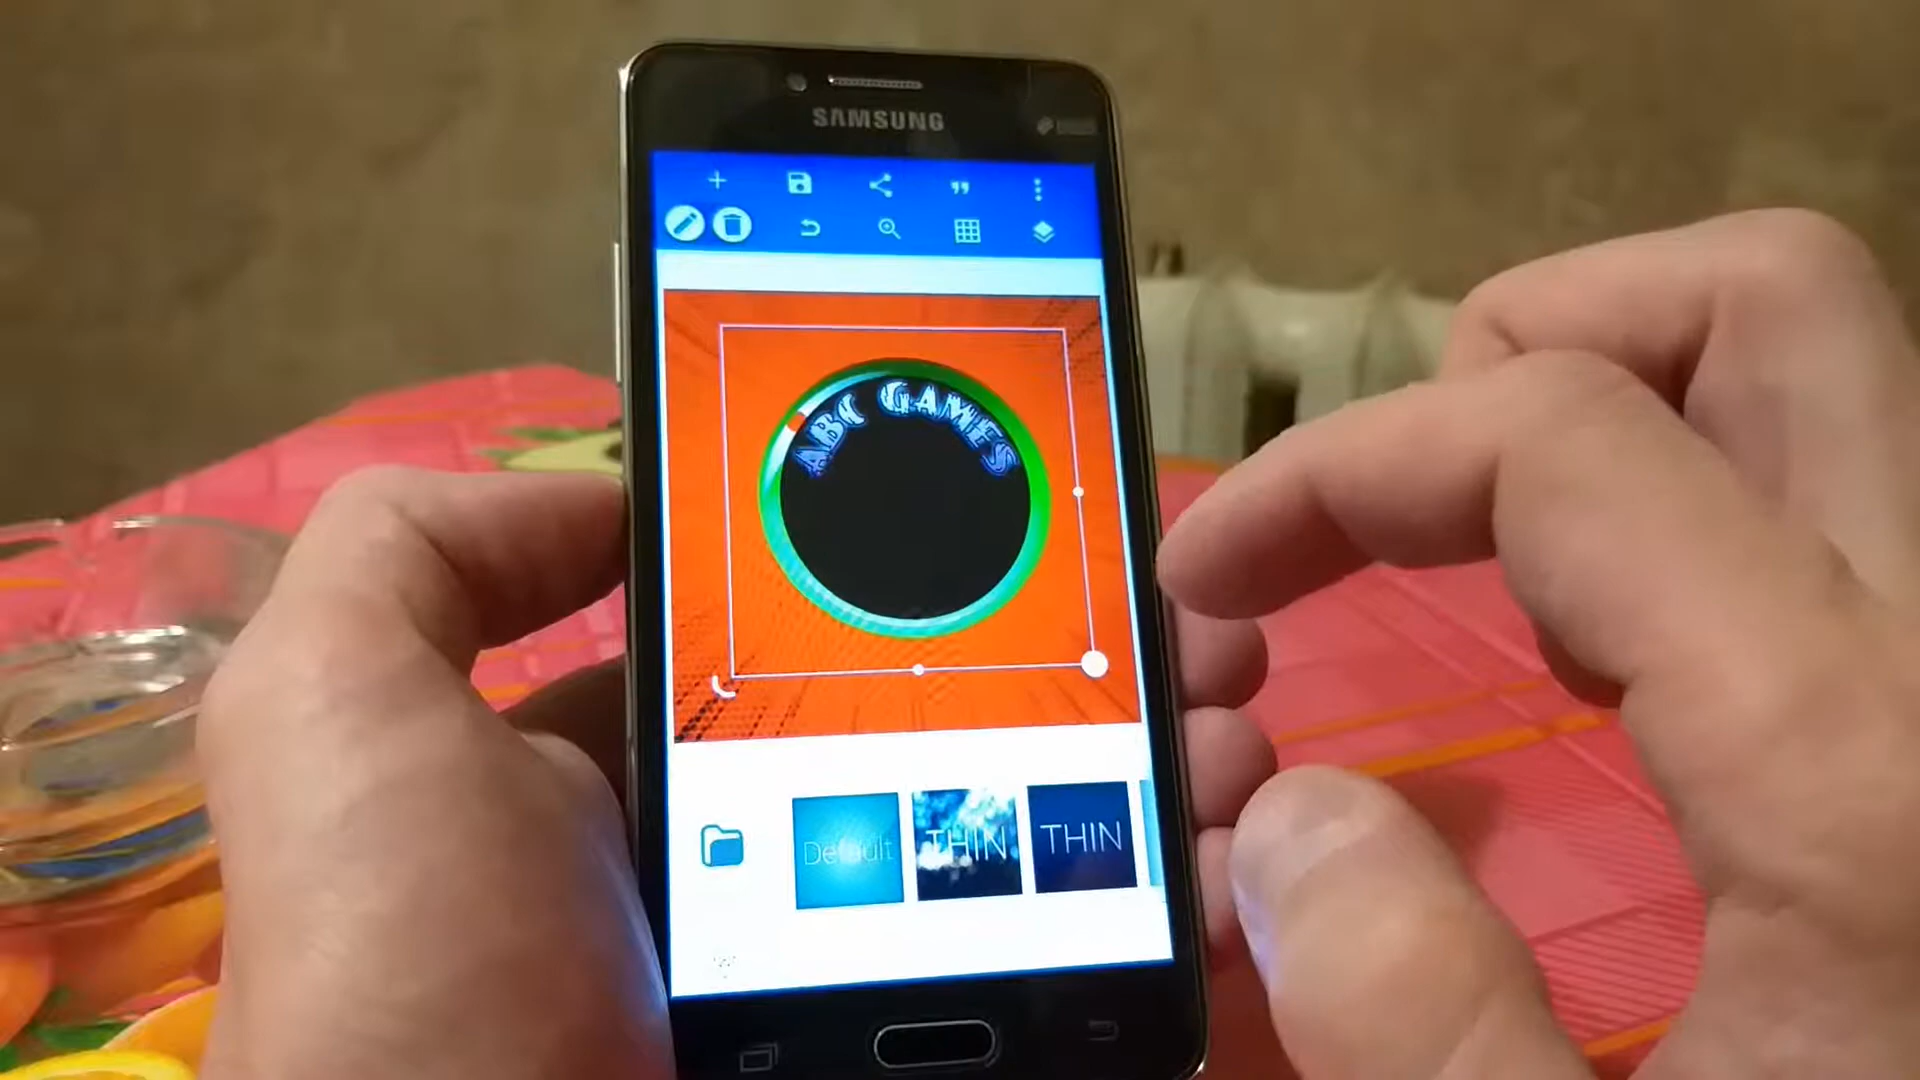 SAMSUNG
ABC GAMES
Default
THIN
THIN